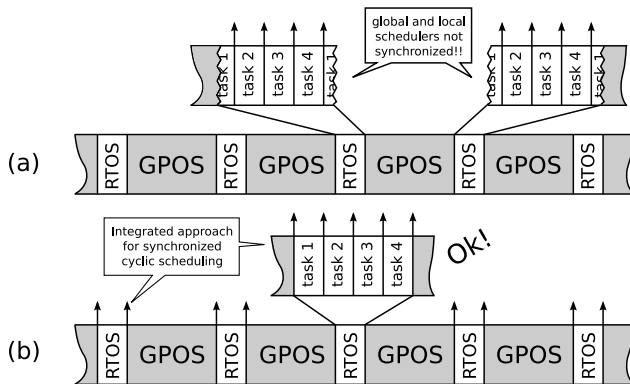 global and local
schedulers not
synchronized!!
task 1
task 2
task 3
task 4
task 1
task 1
task 2
task 3
task 4
task 1
(a)
RTOS
GPOS
RTOS
GPOS
RTOS
GPOS
RTOS
GPOS
RTOS
Integrated approach
for synchronized
cyclic scheduling
task 1
task 2
task 3
task 4
Ok!
(b)
RTOS
GPOS
RTOS
GPOS
RTOS
GPOS
RTOS
GPOS
RTOS